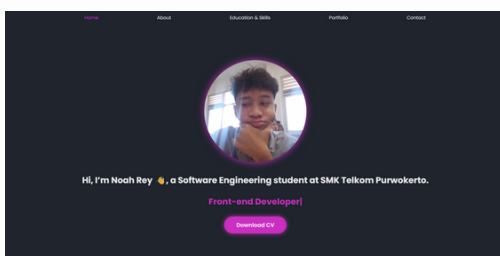 Home About Education & Skills Portfolio Contact
Hi, I'm Noah Rey 👋, a Software Engineering student at SMK Telkom Purwokerto.
Front-end Developer|
Download CV